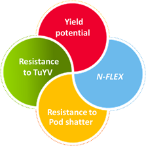 Yield
potential
Resistance
to TuYV
N-FLEX
Resistance to
Pod shatter